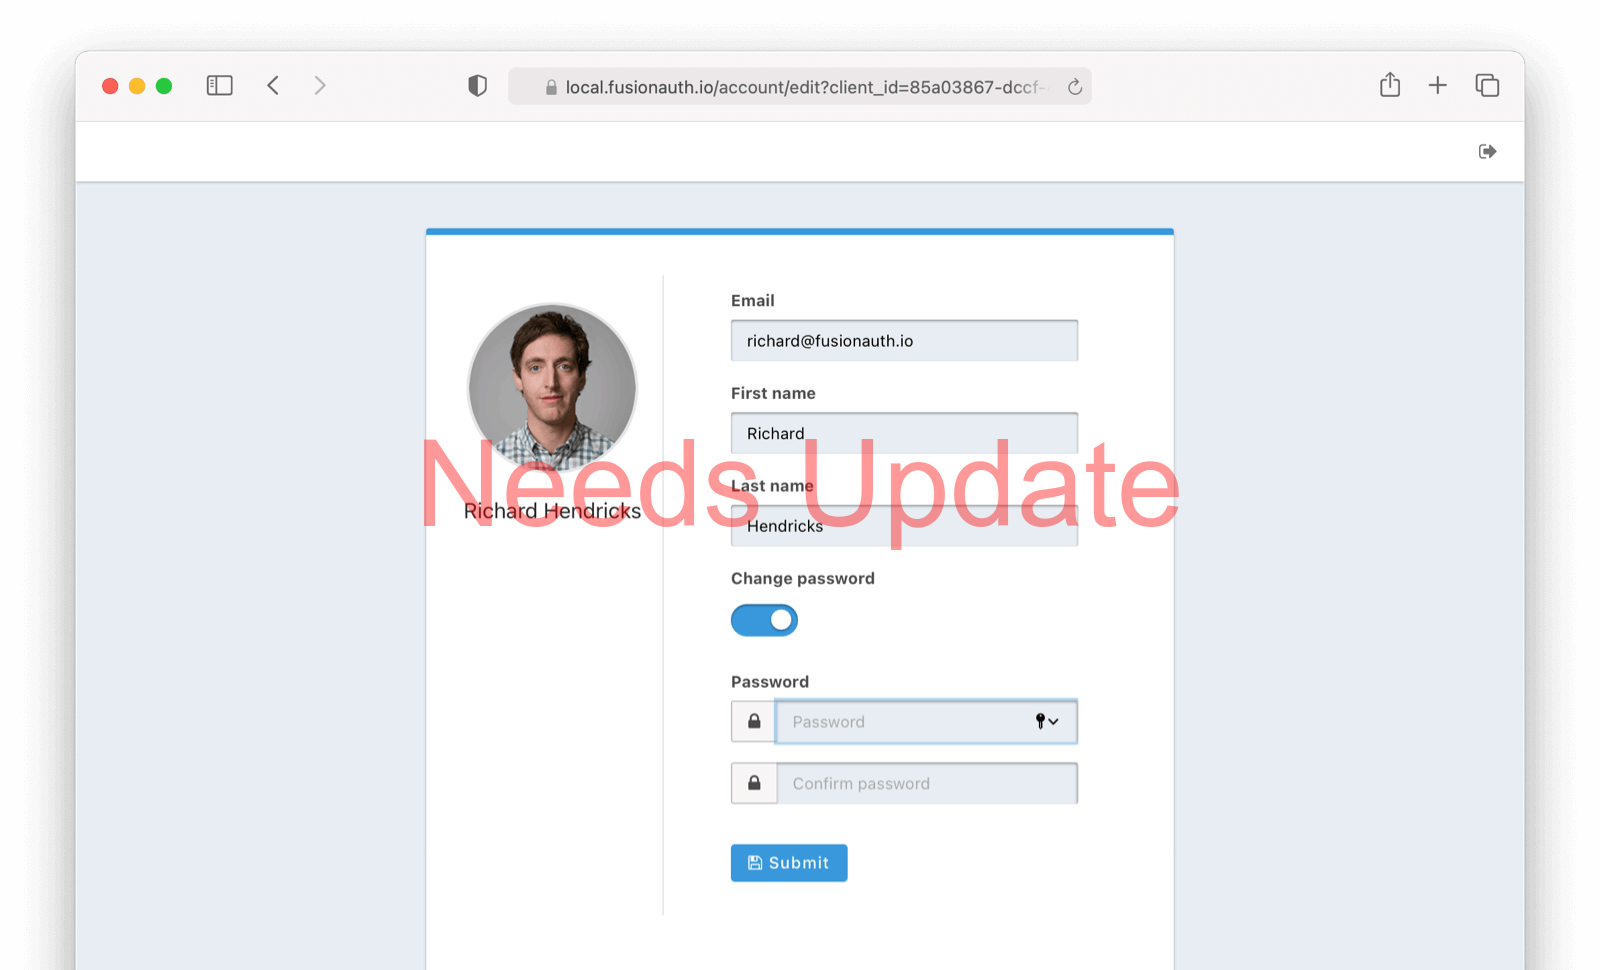 local.fusionauth.io/account/edit?client_id=85a03867-dccf-
Email
richard@fusionauth.io
First name
Richard
Needs Update
Last name
Richard Hendricks
Hendricks
Change password
Password
Password
Confirm password
Submit